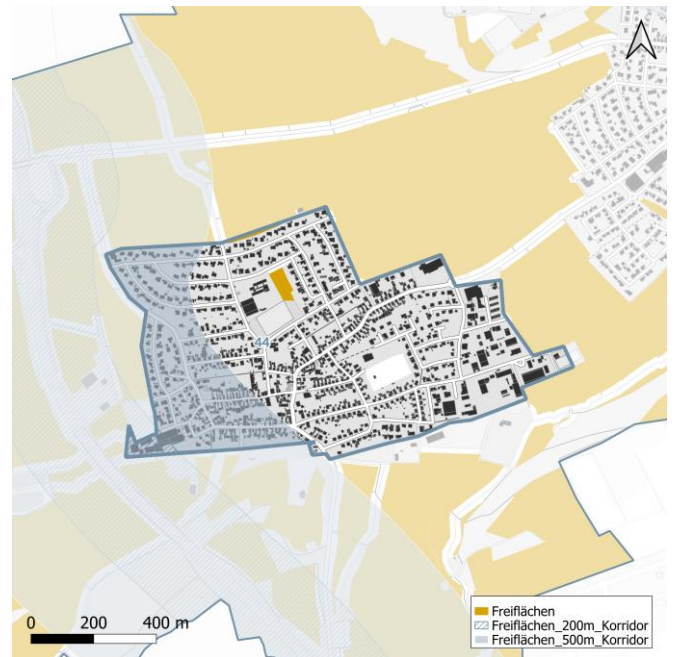 44
0 200 400 m
Freiflächen
Freiflächen_200m_Korridor
Freiflächen_500m_Korridor